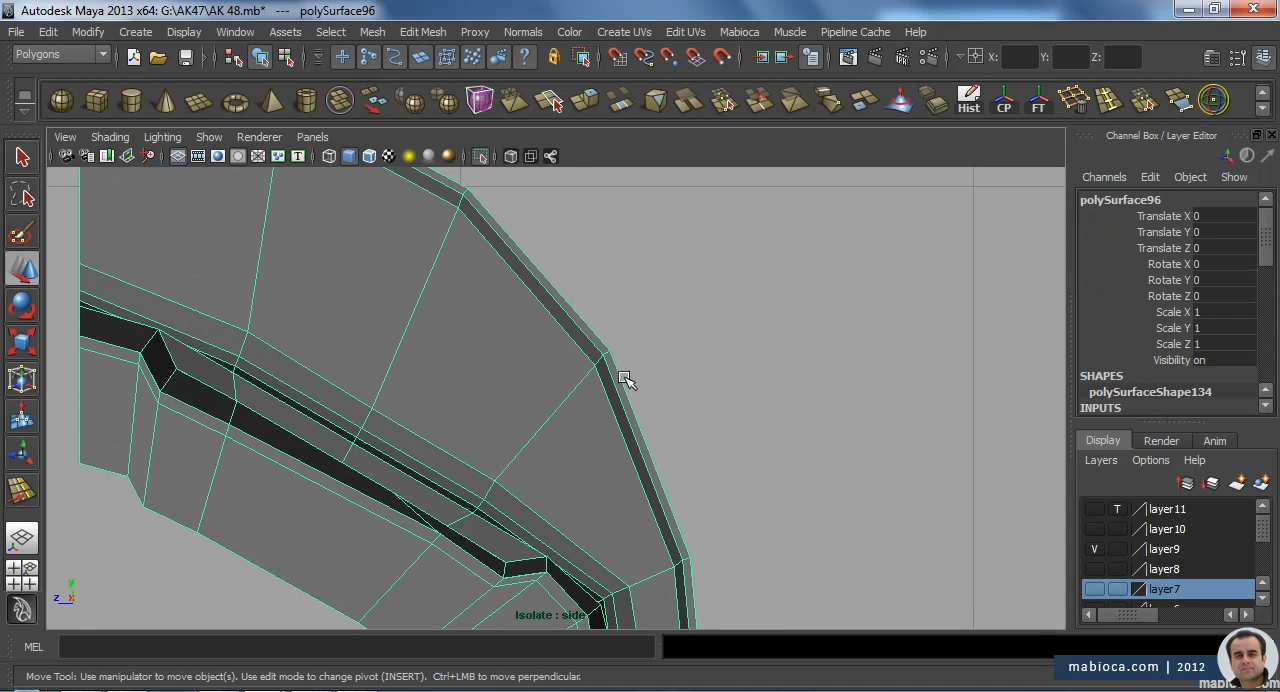 Autodesk Maya 2013 x64: G:\AK47\AK 48.mb* --- polySurface96
File Edit Modify Create Display Window Assets Select Mesh Edit Mesh Proxy Normals Color Create UVs Edit UVs Mabioca Muscle Pipeline Cache Help
Polygons X: Y: Z:
Hist CP FT
View Shading Lighting Show Renderer Panels
Channel Box / Layer Editor
Channels Edit Object Show
polySurface96
Translate X 0
Translate Y 0
Translate Z 0
Rotate X 0
Rotate Y 0
Rotate Z 0
Scale X 1
Scale Y 1
Scale Z 1
Visibility on
SHAPES
polySurfaceShape134
INPUTS
Display Render Anim
Layers Options Help
T layer11
layer10
V layer9
layer8
layer7
y
z x
Isolate : side
MEL
mabioca.com | 2012
mabioca.com
Move Tool: Use manipulator to move object(s). Use edit mode to change pivot (INSERT). Ctrl+LMB to move perpendicular.